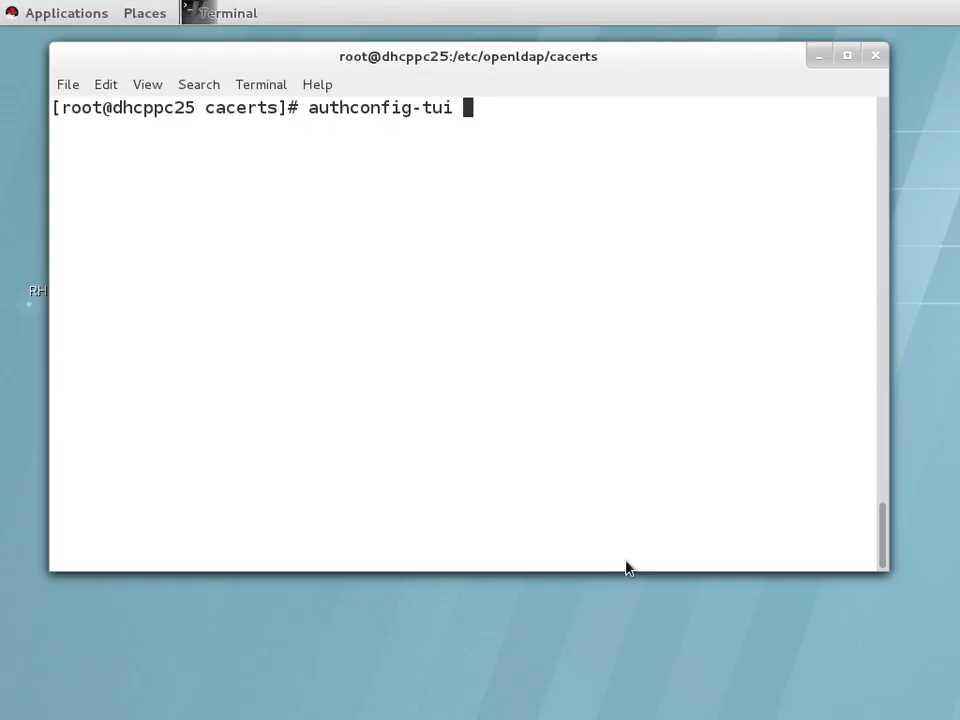 Applications Places Terminal
root@dhcppc25:/etc/openldap/cacerts
File Edit View Search Terminal Help
[root@dhcppc25 cacerts]# authconfig-tui
RH